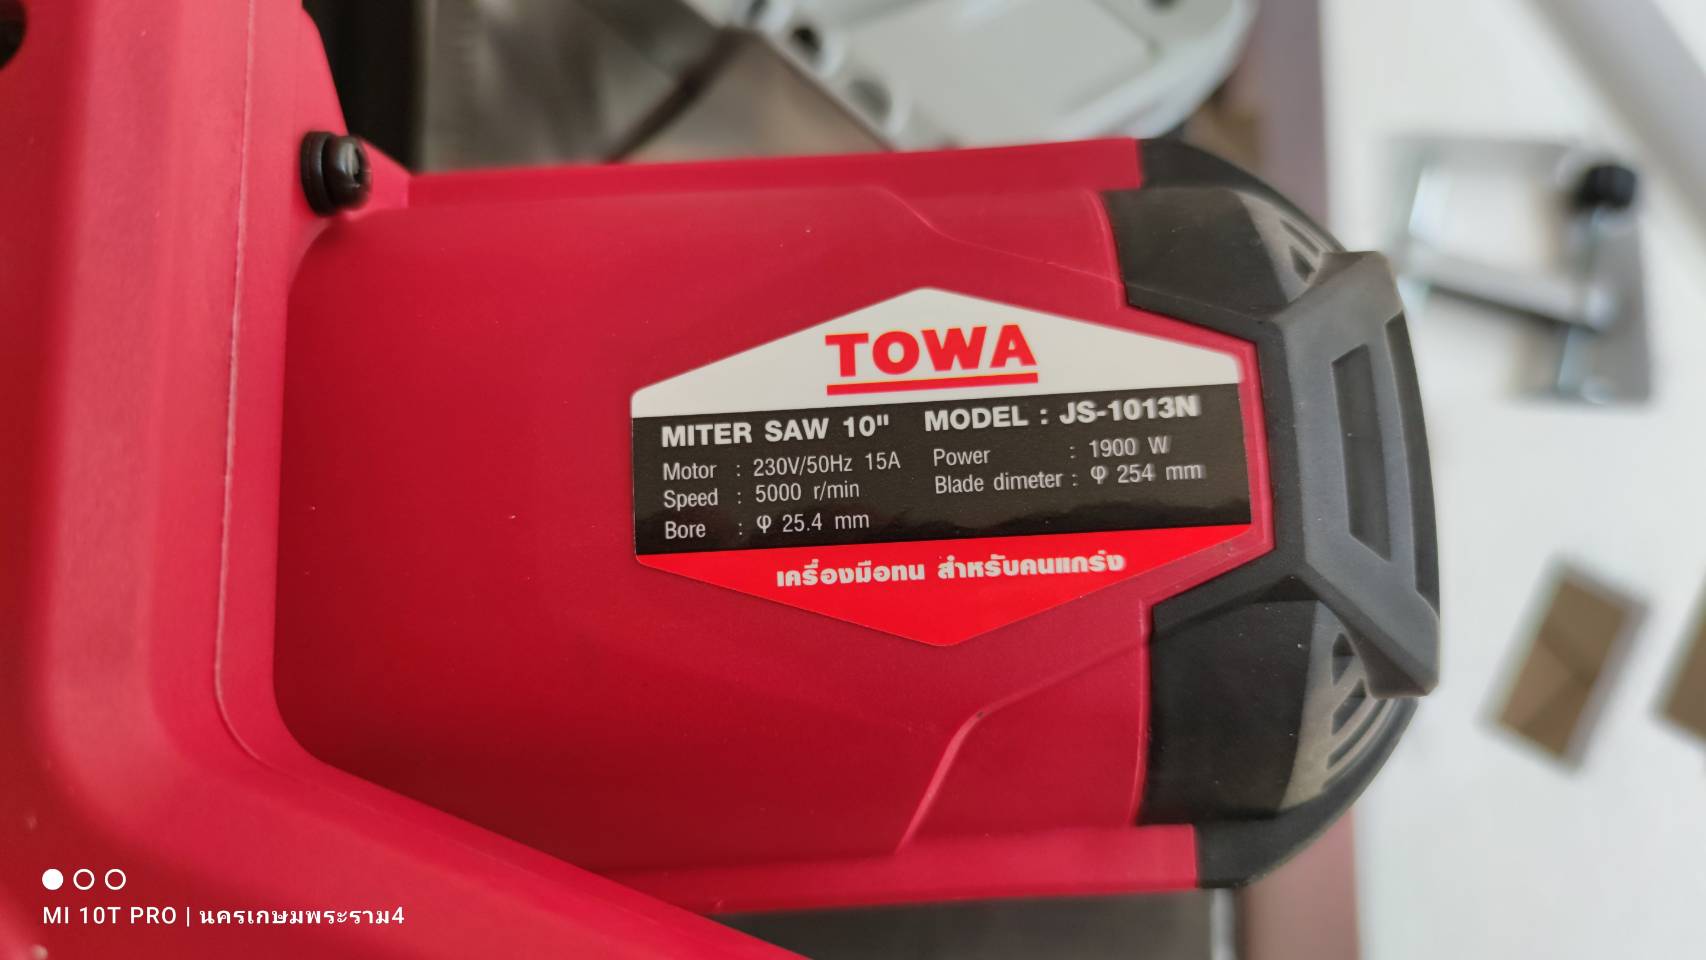 TOWA
MITER SAW 10" MODEL : JS-1013N
Motor : 230V/50Hz 15A Power : 1900 W
Speed : 5000 r/min Blade dimeter : φ 254 mm
Bore : φ 25.4 mm
เครื่องมือทน สำหรับคนแกร่ง
MI 10T PRO | นครเกษมพระราม4